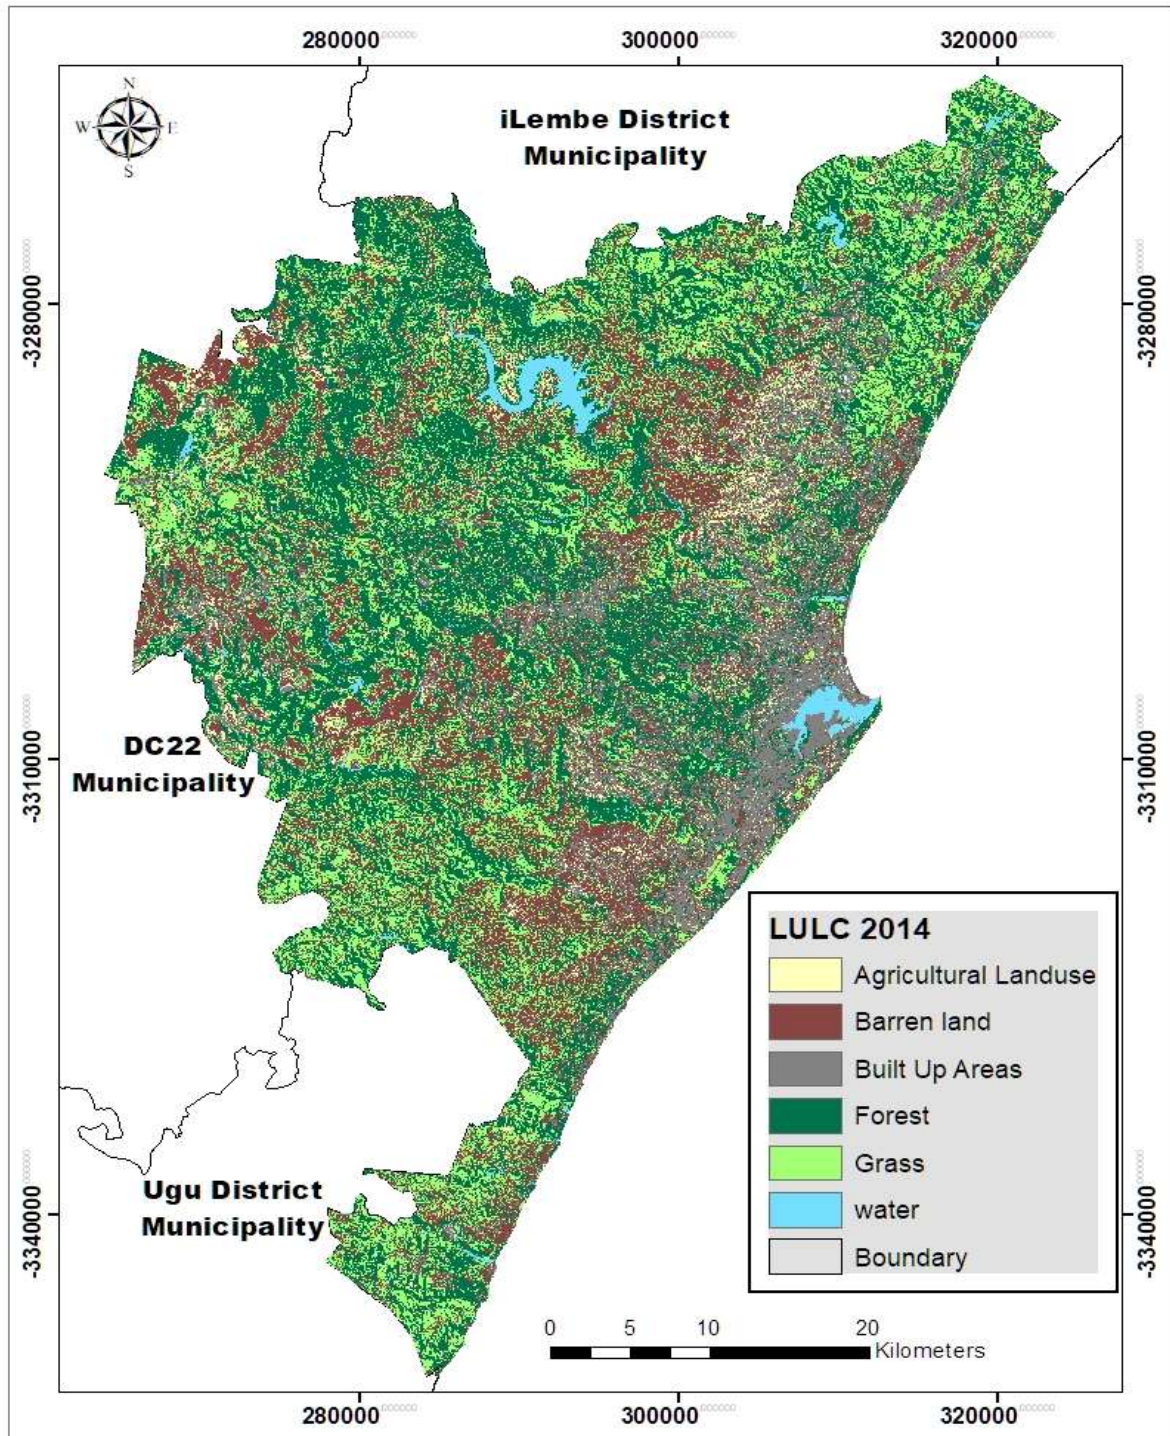 280000 300000 320000
N
W E
S
iLembe District
Municipality
-3280000 -3280000
DC22
Municipality
-3310000 -3310000
LULC 2014
Agricultural Landuse
Barren land
Built Up Areas
Forest
Grass
water
Boundary
Ugu District
Municipality
-3340000 -3340000
0 5 10 20
Kilometers
280000 300000 320000